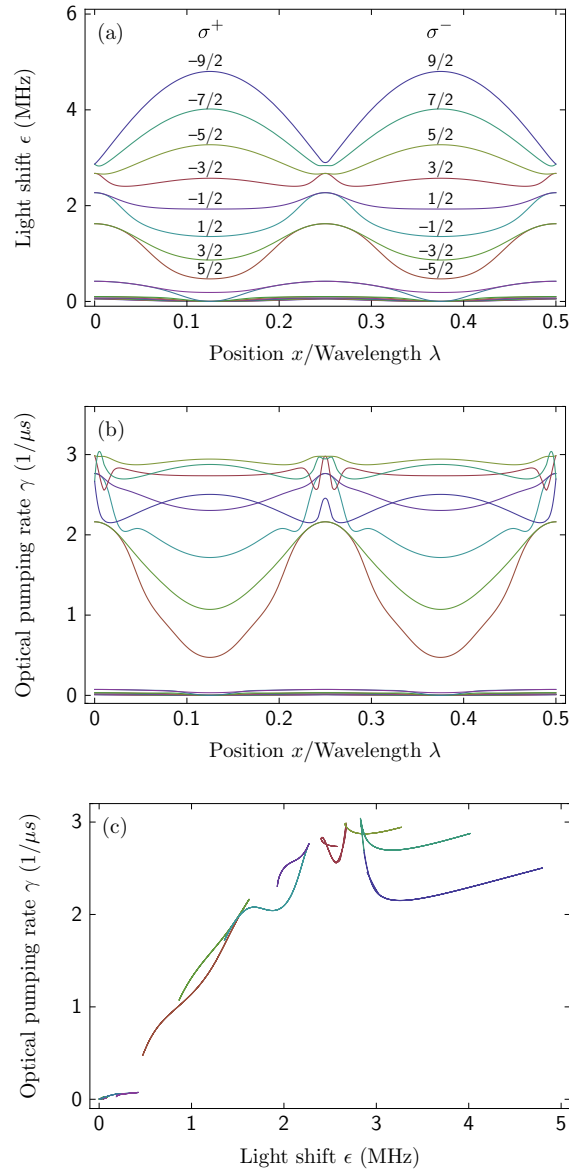 (a)
σ⁺ σ⁻
−9/2 9/2
−7/2 7/2
−5/2 5/2
−3/2 3/2
−1/2 1/2
1/2 −1/2
3/2 −3/2
5/2 −5/2
6
4
2
0
Light shift ϵ (MHz)
0 0.1 0.2 0.3 0.4 0.5
Position x/Wavelength λ
(b)
3
2
1
0
Optical pumping rate γ (1/μs)
0 0.1 0.2 0.3 0.4 0.5
Position x/Wavelength λ
(c)
3
2
1
0
Optical pumping rate γ (1/μs)
0 1 2 3 4 5
Light shift ϵ (MHz)